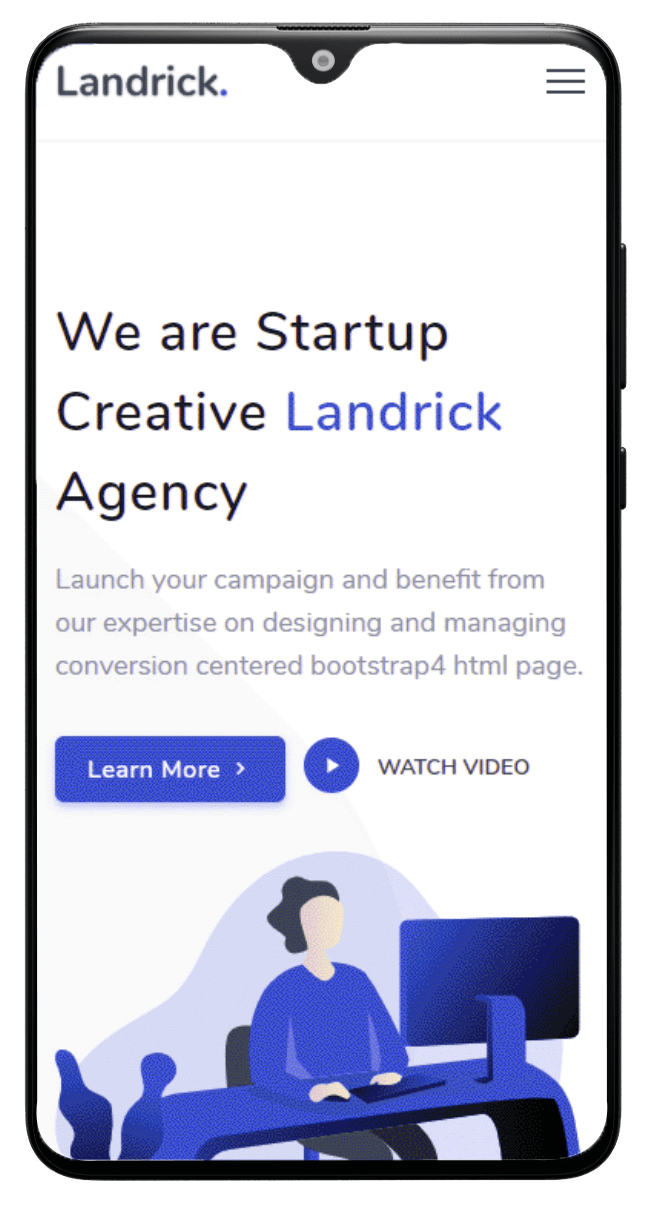 Landrick.
We are Startup
Creative Landrick
Agency
Launch your campaign and benefit from
our expertise on designing and managing
conversion centered bootstrap4 html page.
Learn More
WATCH VIDEO